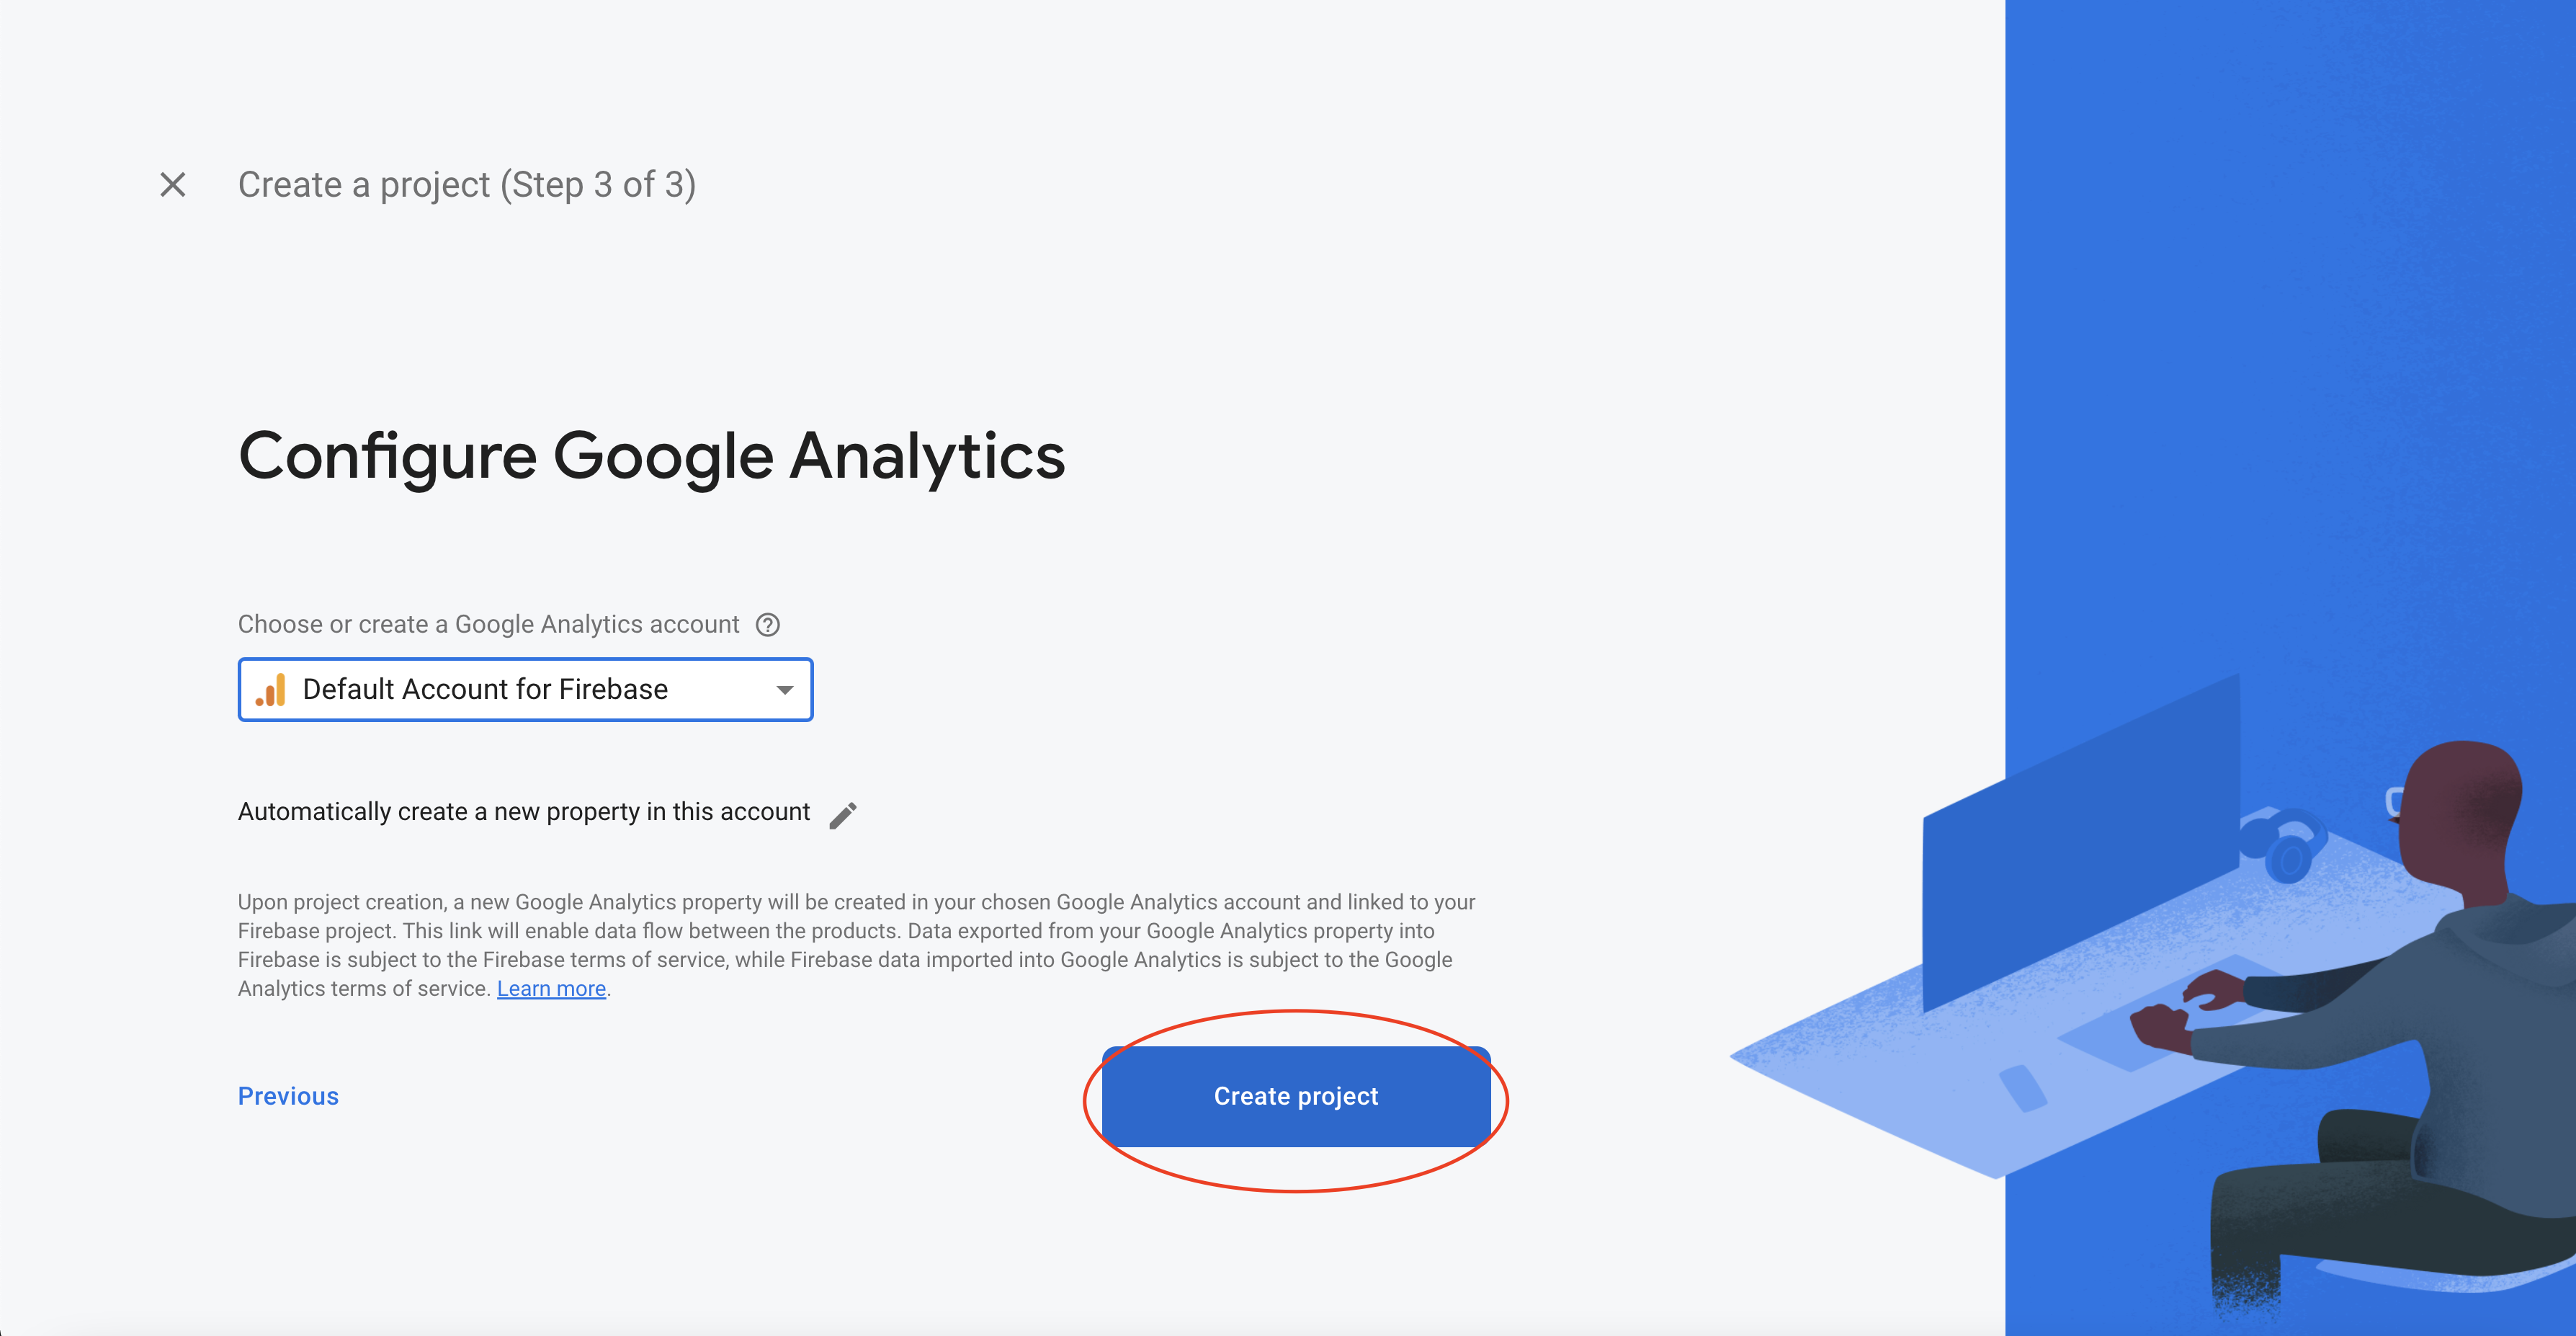 Create a project (Step 3 of 3)
Configure Google Analytics
Choose or create a Google Analytics account
Default Account for Firebase
Automatically create a new property in this account
Upon project creation, a new Google Analytics property will be created in your chosen Google Analytics account and linked to your
Firebase project. This link will enable data flow between the products. Data exported from your Google Analytics property into
Firebase is subject to the Firebase terms of service, while Firebase data imported into Google Analytics is subject to the Google
Analytics terms of service. Learn more.
Previous
Create project